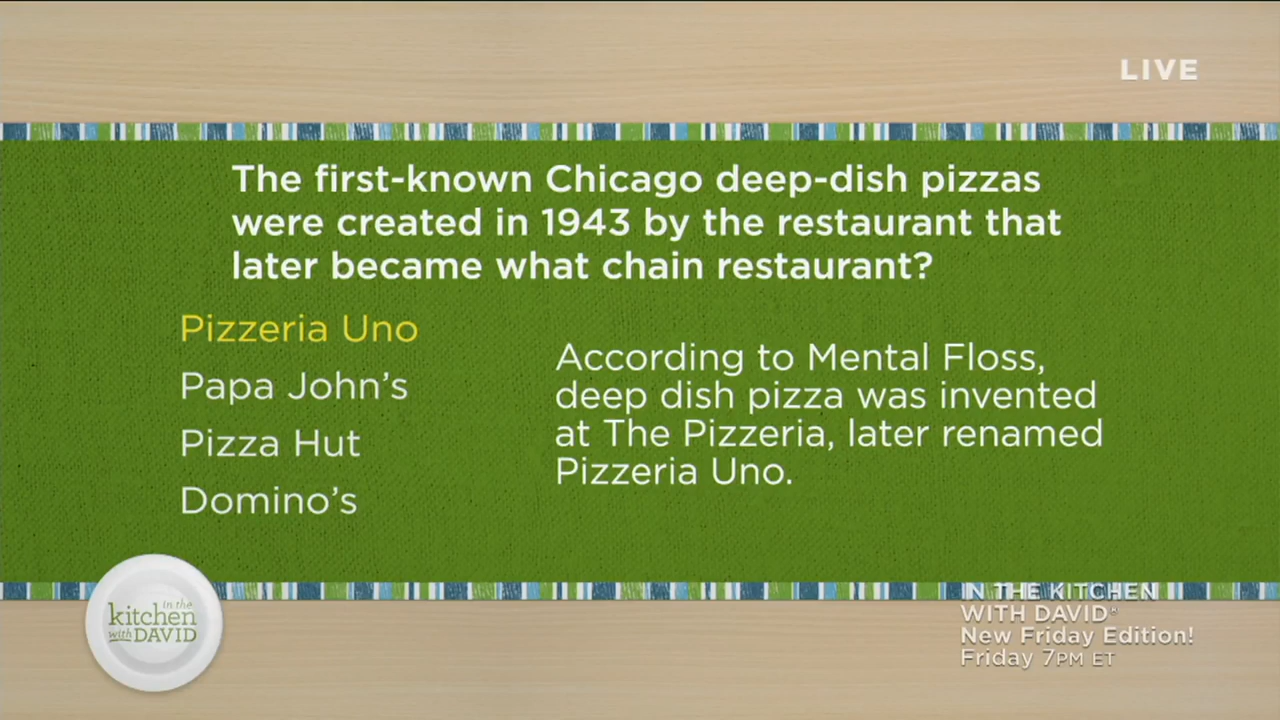 LIVE
The first-known Chicago deep-dish pizzas
were created in 1943 by the restaurant that
later became what chain restaurant?
Pizzeria Uno
Papa John's
Pizza Hut
Domino's
According to Mental Floss,
deep dish pizza was invented
at The Pizzeria, later renamed
Pizzeria Uno.
in the
kitchen
with DAVID
IN THE KITCHEN
WITH DAVID®
New Friday Edition!
Friday 7PM ET